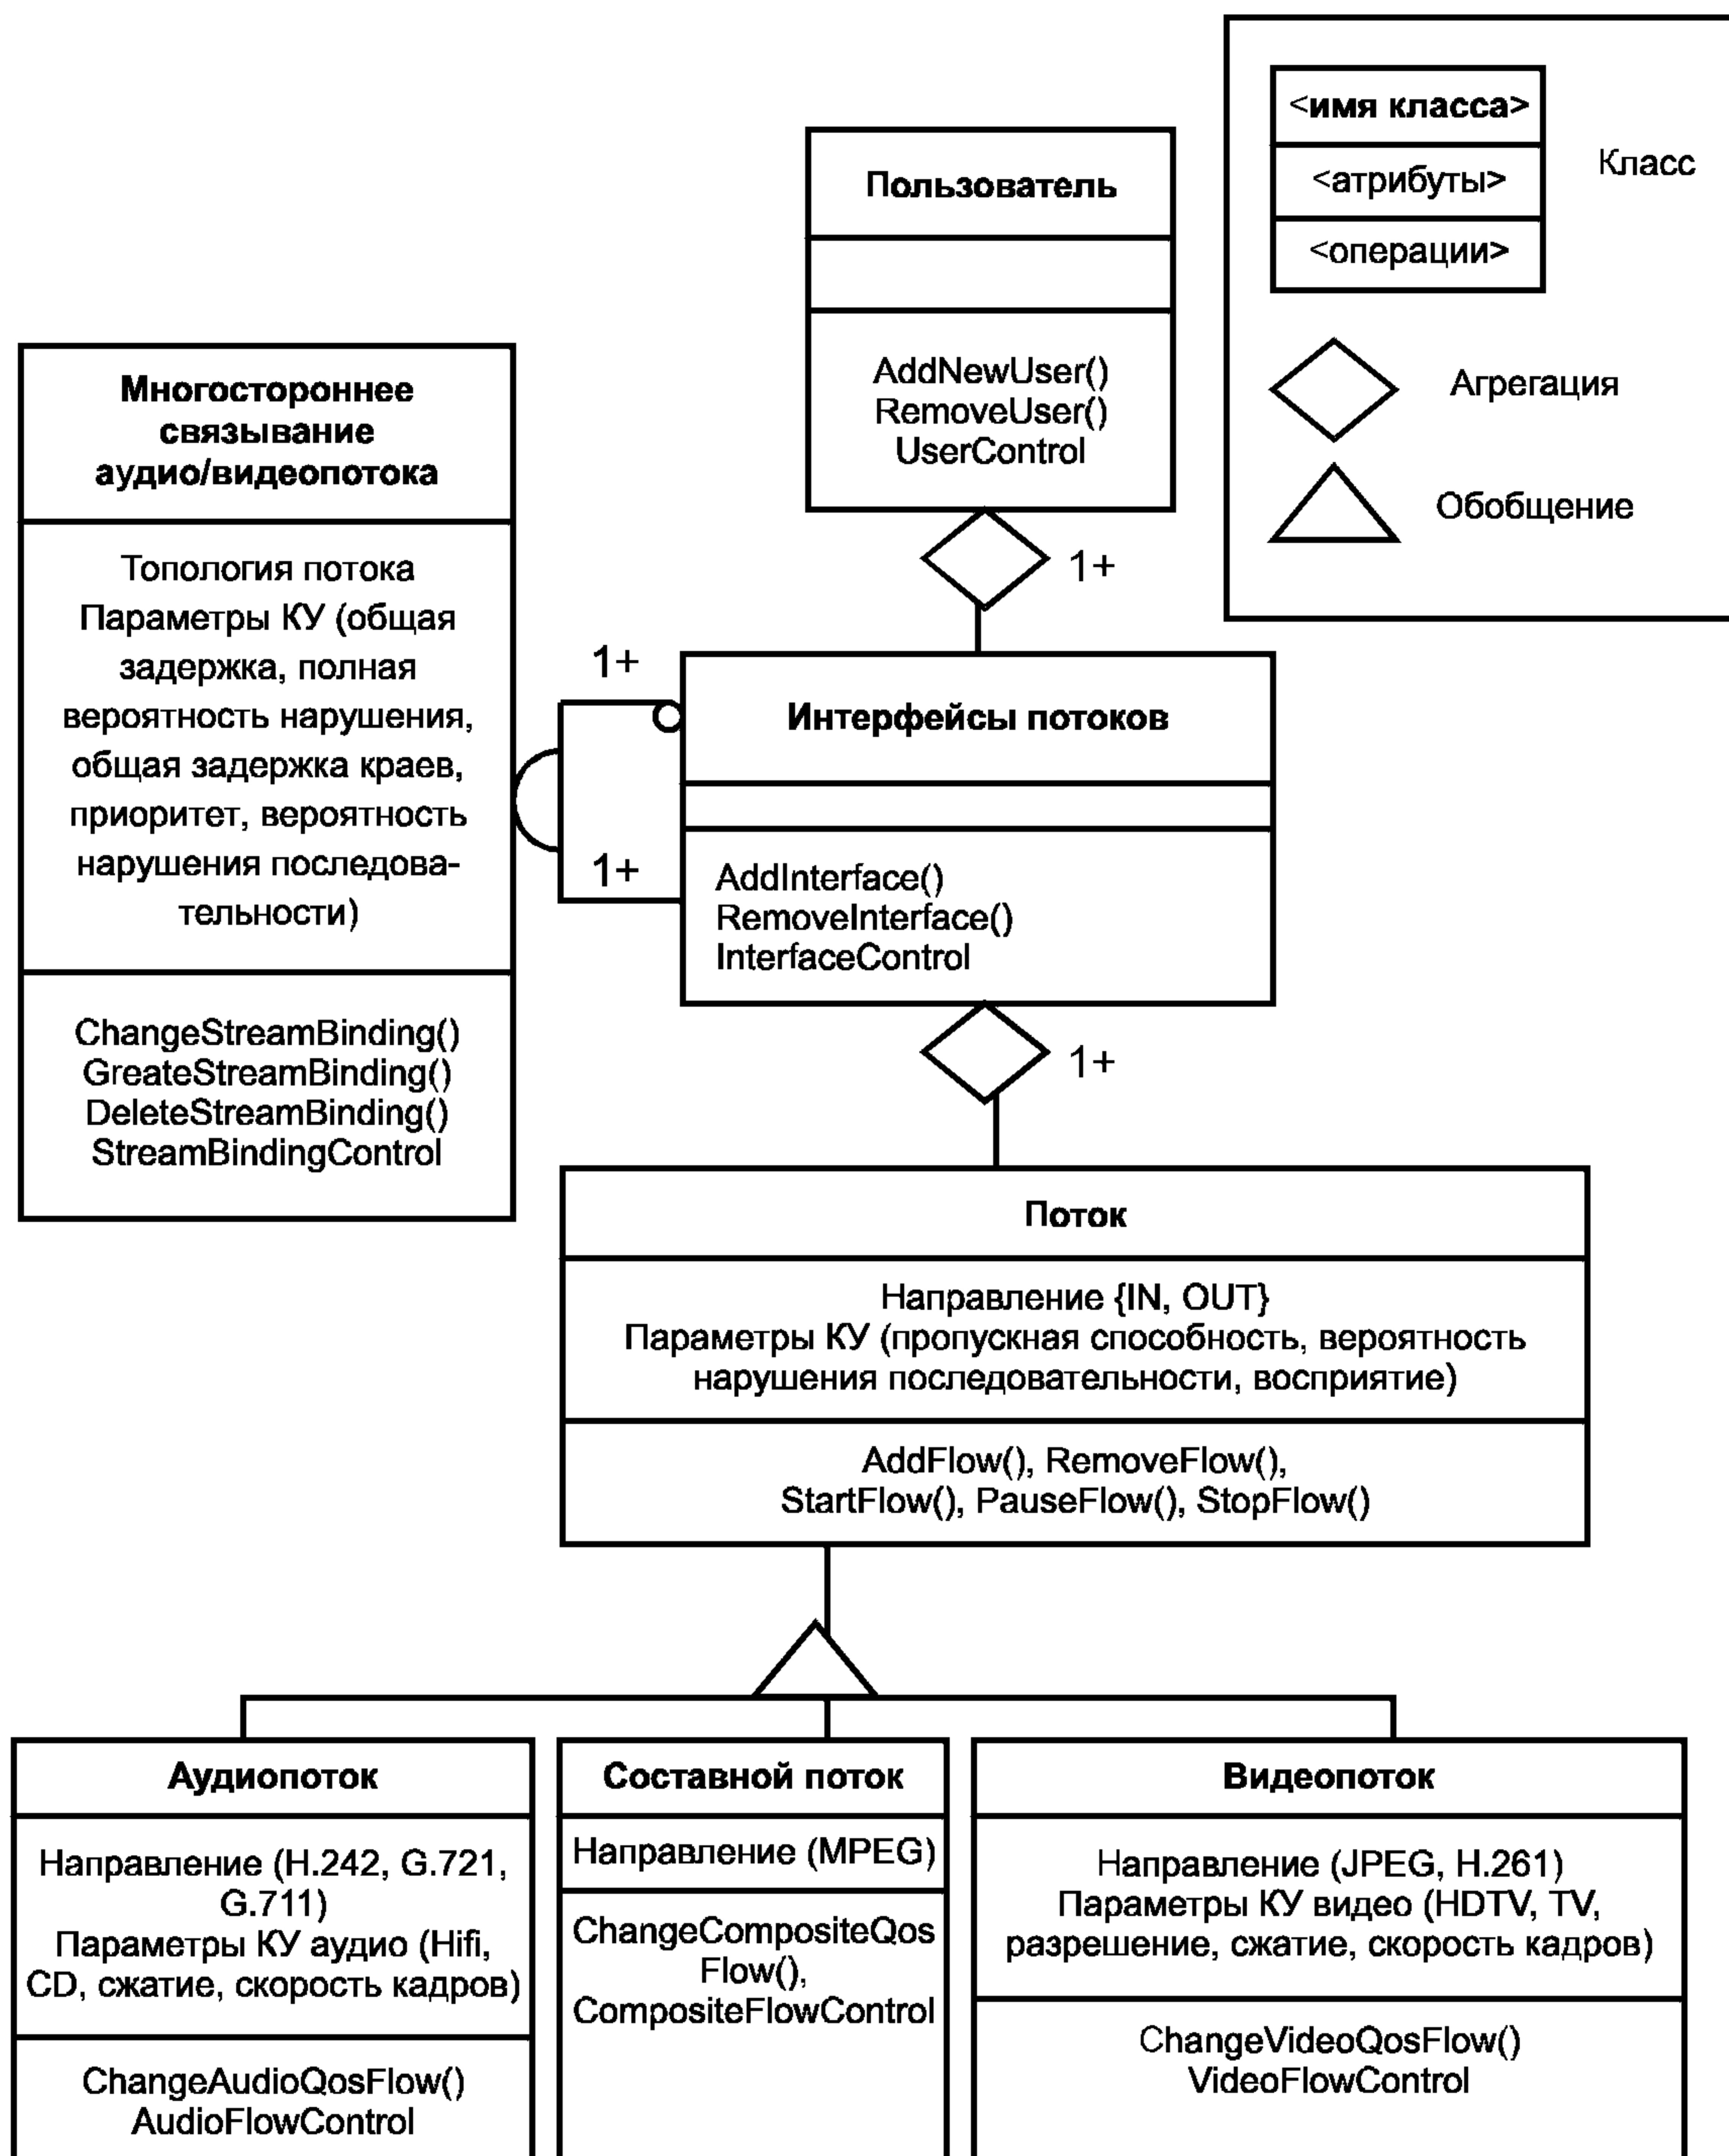 <имя класса>
<атрибуты>
<операции>
Класс
Агрегация
Обобщение
Пользователь
AddNewUser()
RemoveUser()
UserControl
1+
Многостороннее
связывание
аудио/видеопотока
Топология потока
Параметры КУ (общая
задержка, полная
вероятность нарушения,
общая задержка краев,
приоритет, вероятность
нарушения последова-
тельности)
ChangeStreamBinding()
GreateStreamBinding()
DeleteStreamBinding()
StreamBindingControl
1+
1+
Интерфейсы потоков
AddInterface()
RemoveInterface()
InterfaceControl
1+
Поток
Направление {IN, OUT}
Параметры КУ (пропускная способность, вероятность
нарушения последовательности, восприятие)
AddFlow(), RemoveFlow(),
StartFlow(), PauseFlow(), StopFlow()
Аудиопоток
Направление (H.242, G.721,
G.711)
Параметры КУ аудио (Hifi,
CD, сжатие, скорость кадров)
ChangeAudioQosFlow()
AudioFlowControl
Составной поток
Направление (MPEG)
ChangeCompositeQos
Flow(),
CompositeFlowControl
Видеопоток
Направление (JPEG, H.261)
Параметры КУ видео (HDTV, TV,
разрешение, сжатие, скорость кадров)
ChangeVideoQosFlow()
VideoFlowControl